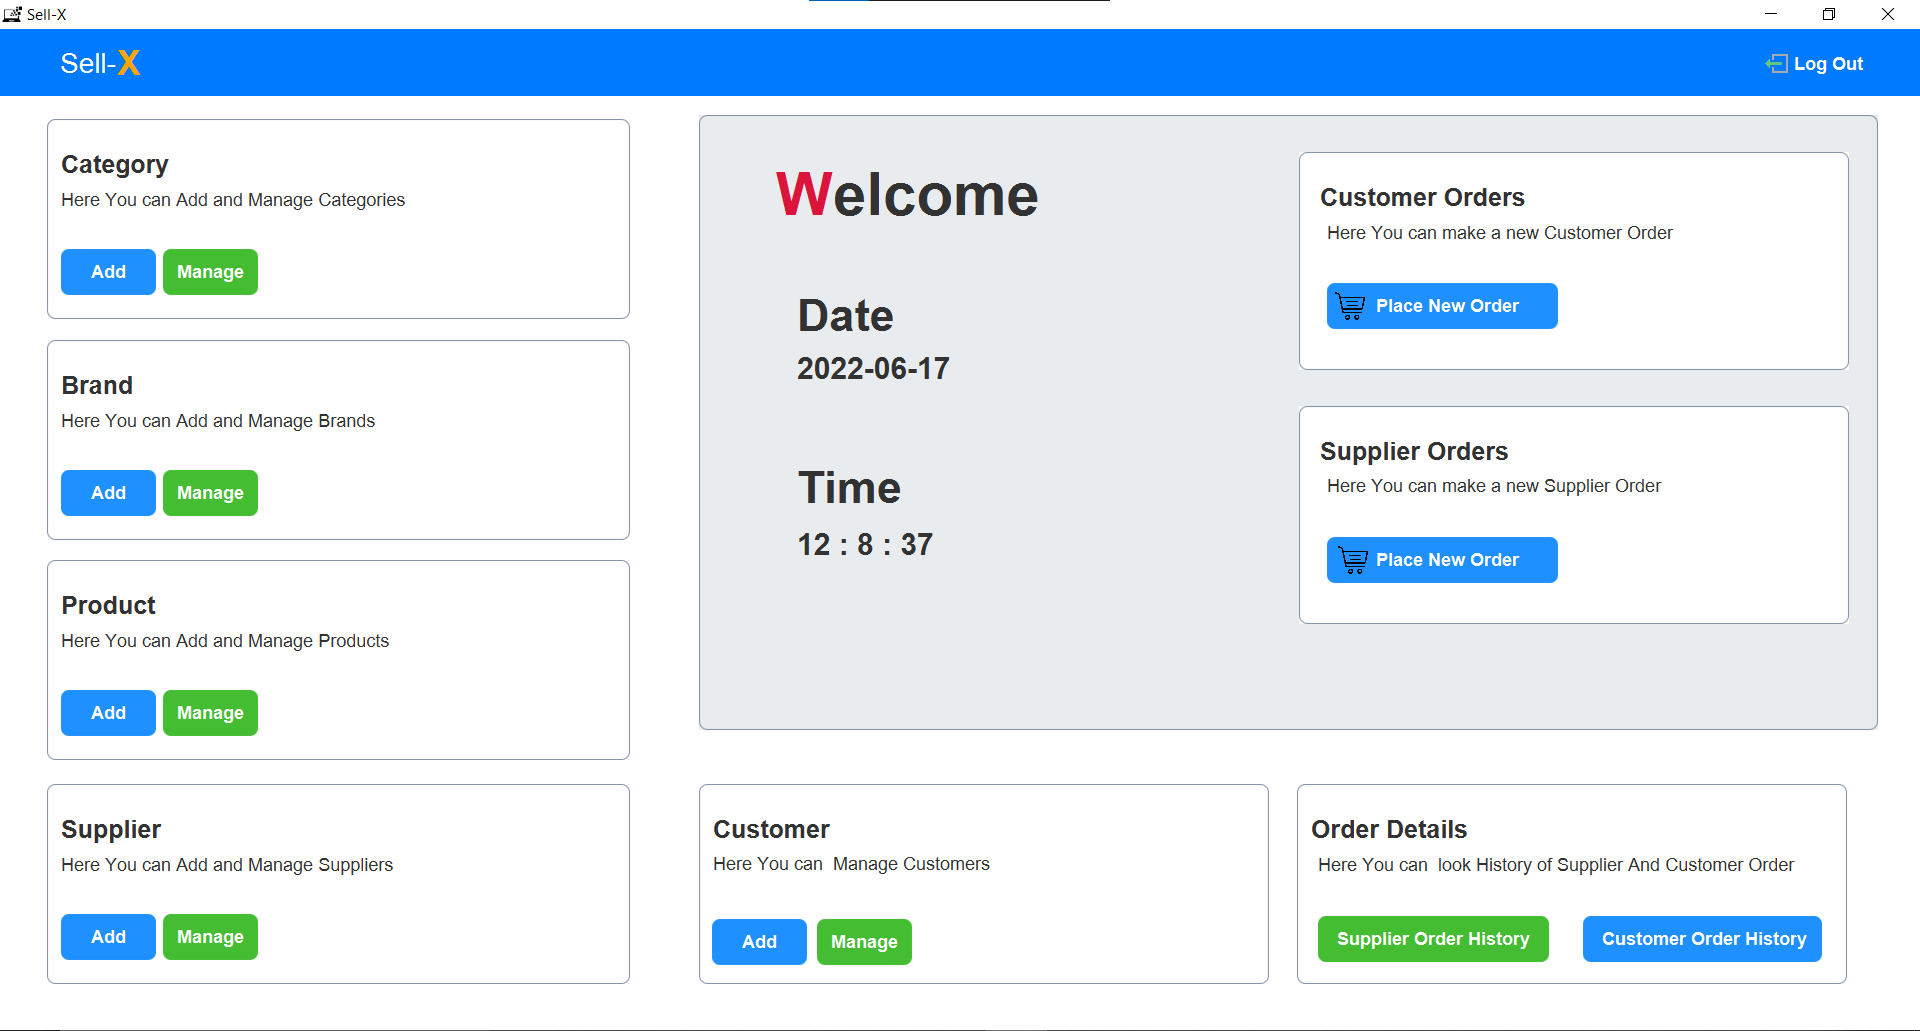 Sell-X
Sell-X
Log Out
Category
Here You can Add and Manage Categories
Add Manage
Brand
Here You can Add and Manage Brands
Add Manage
Product
Here You can Add and Manage Products
Add Manage
Supplier
Here You can Add and Manage Suppliers
Add Manage
Welcome
Date
2022-06-17
Time
12 : 8 : 37
Customer Orders
Here You can make a new Customer Order
Place New Order
Supplier Orders
Here You can make a new Supplier Order
Place New Order
Customer
Here You can  Manage Customers
Add Manage
Order Details
Here You can  look History of Supplier And Customer Order
Supplier Order History Customer Order History